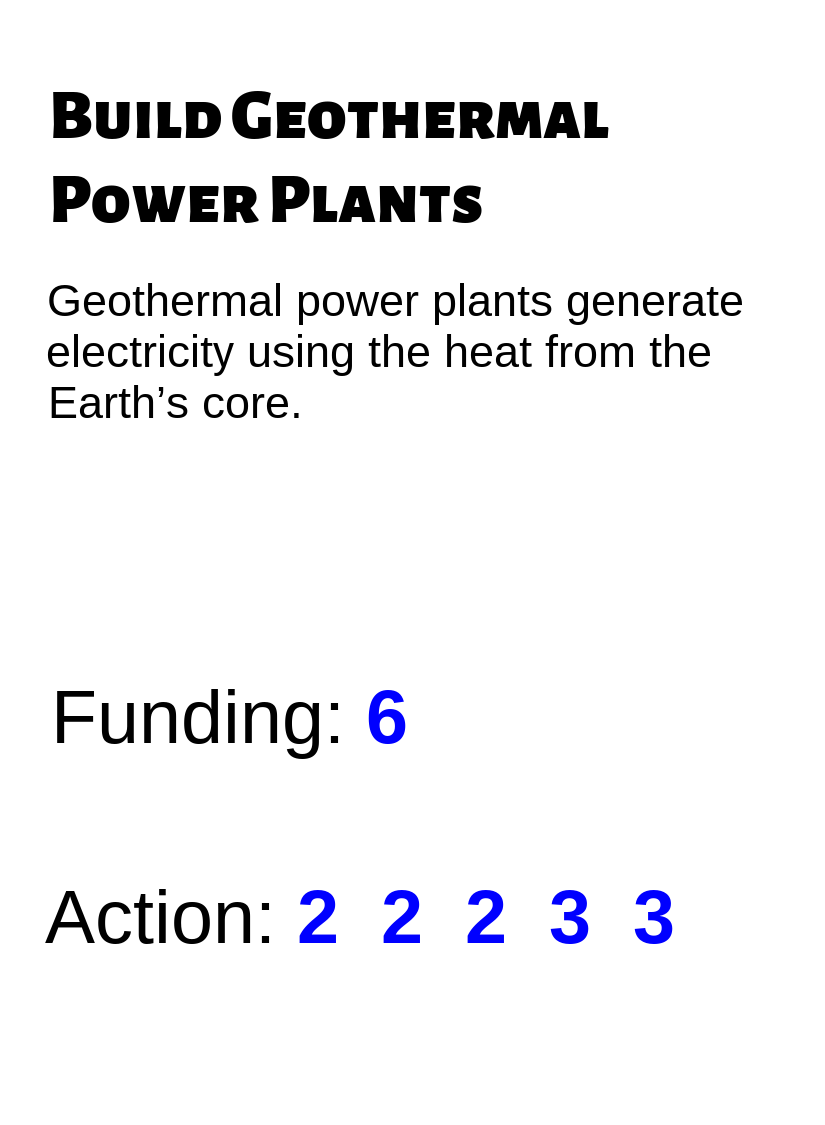 Build Geothermal
Power Plants
Geothermal power plants generate
electricity using the heat from the
Earth’s core.
Funding: 6
Action: 2 2 2 3 3